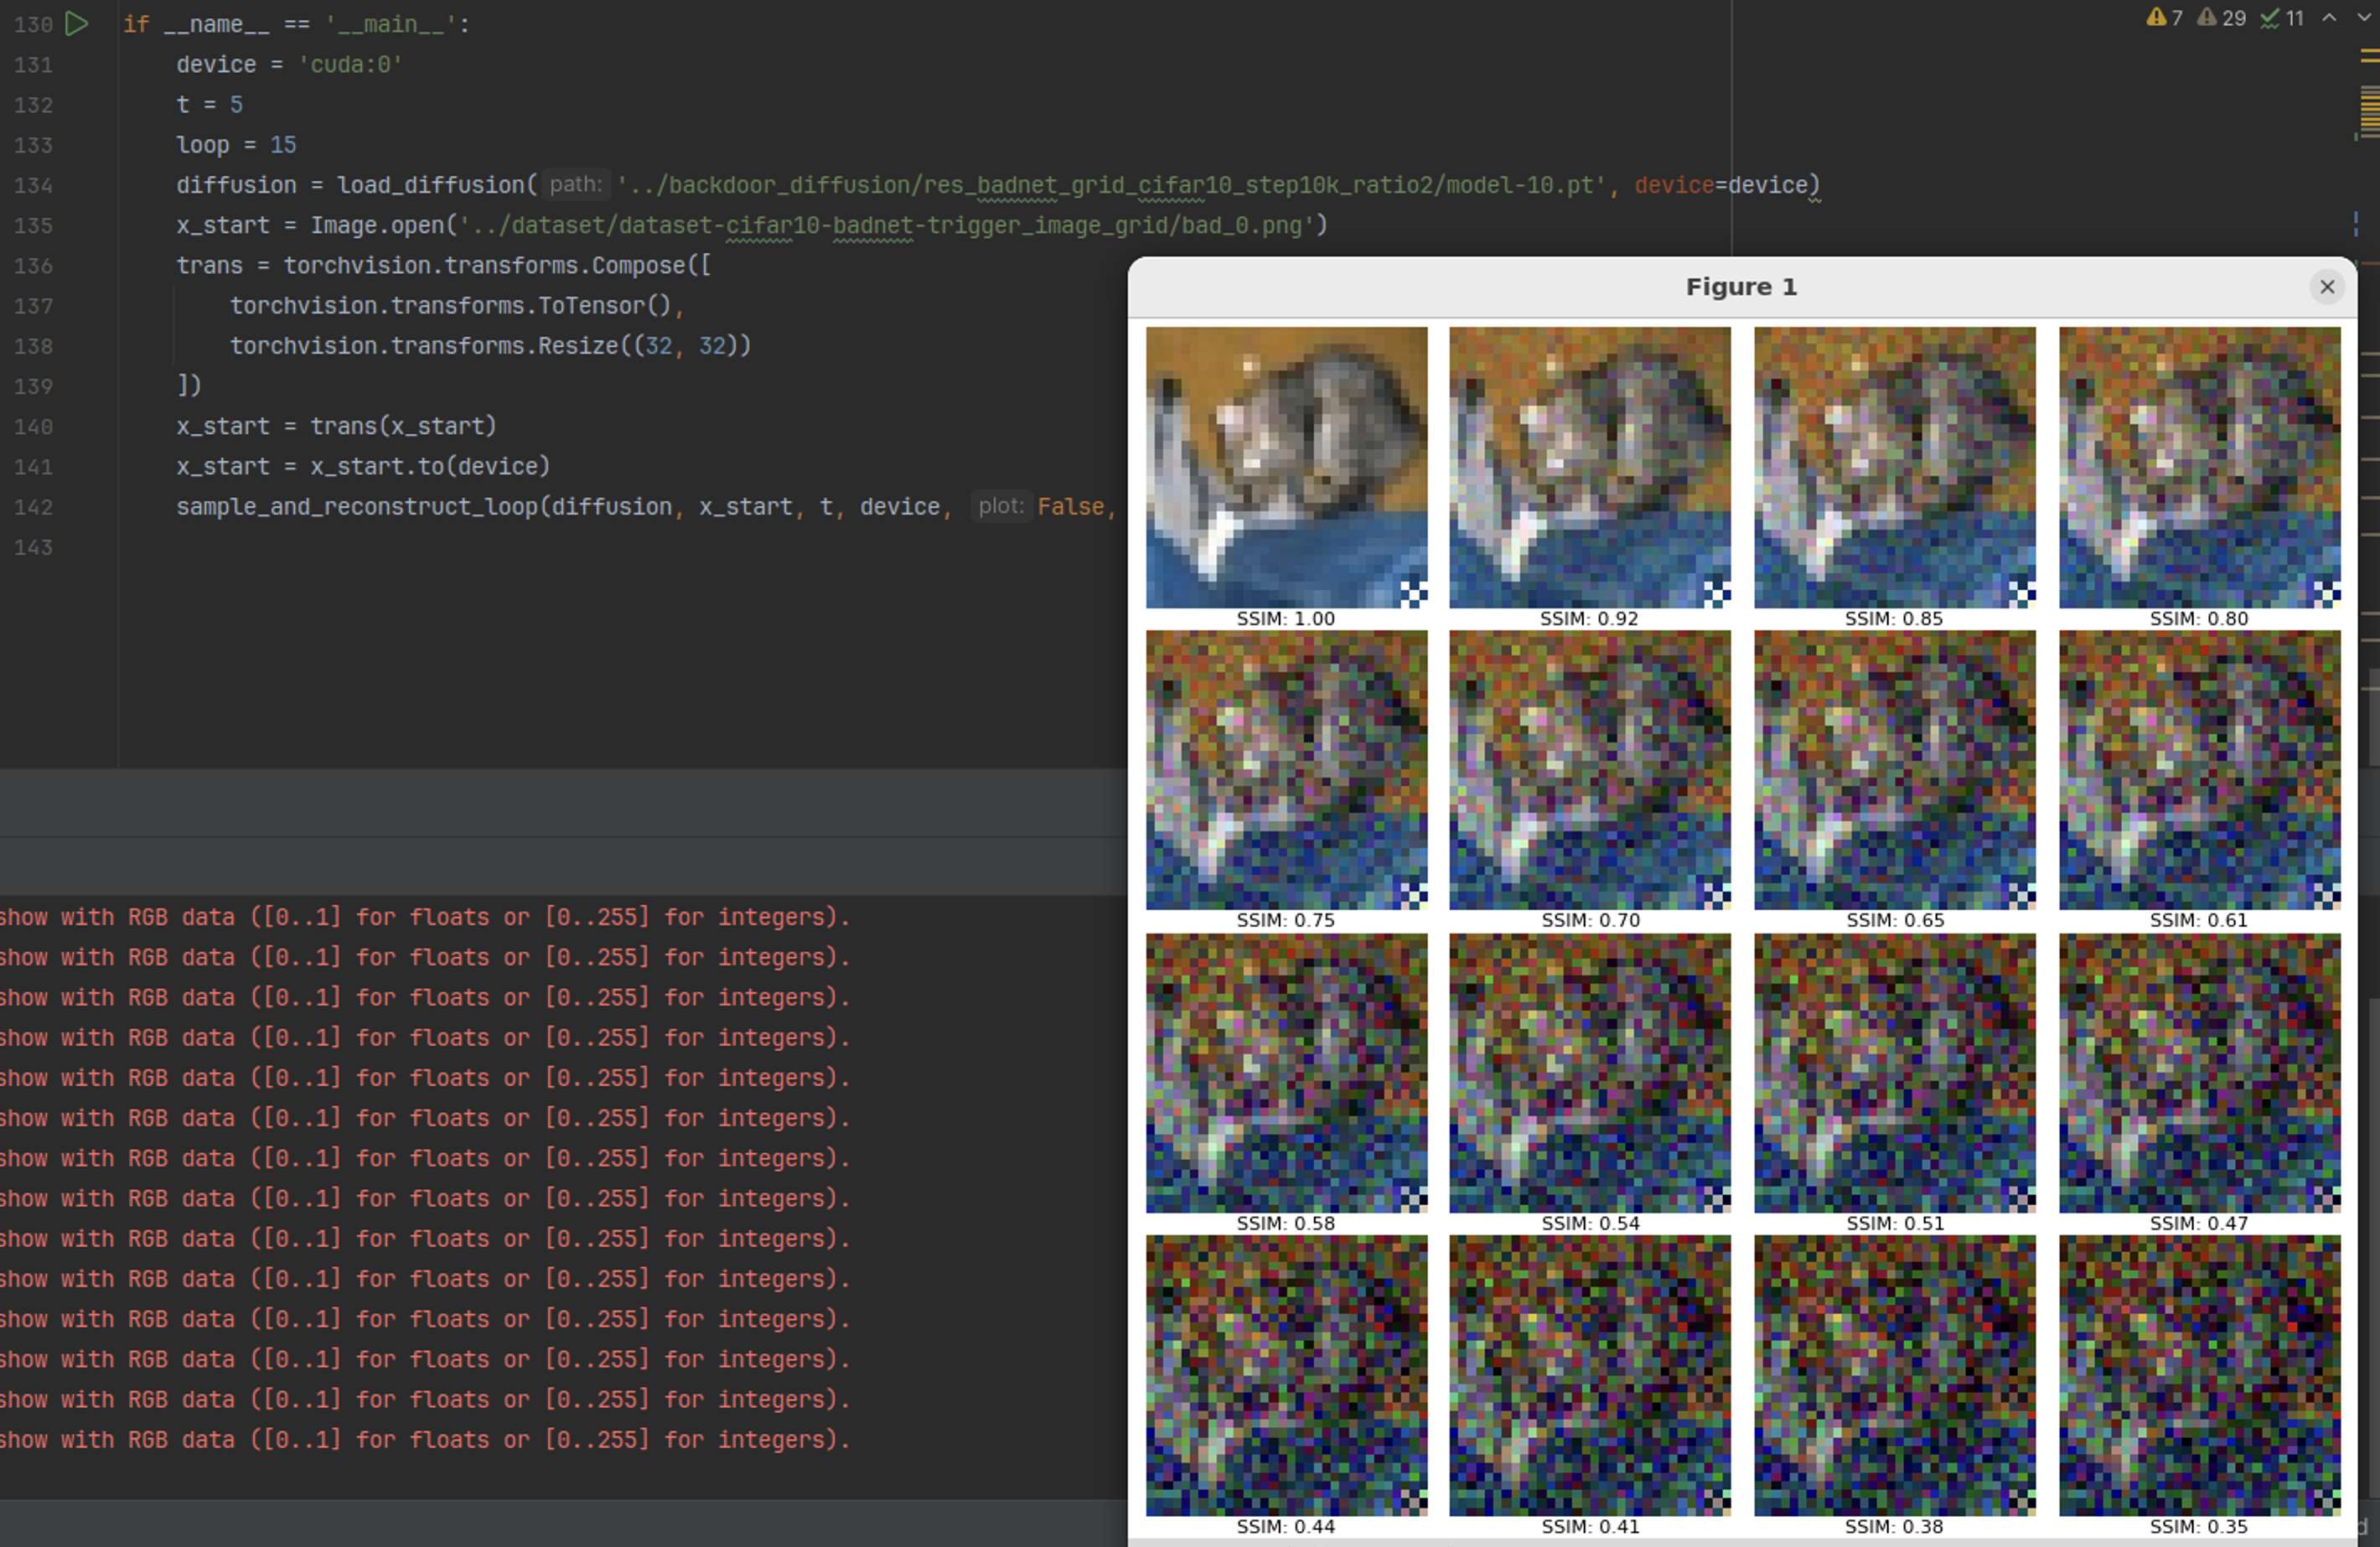 130 if __name__ == '__main__':
7 29 11
131 device = 'cuda:0'
132 t = 5
133 loop = 15
134 diffusion = load_diffusion( path: '../backdoor_diffusion/res_badnet_grid_cifar10_step10k_ratio2/model-10.pt', device=device)
135 x_start = Image.open('../dataset/dataset-cifar10-badnet-trigger_image_grid/bad_0.png')
136 trans = torchvision.transforms.Compose([
137 torchvision.transforms.ToTensor(),
138 torchvision.transforms.Resize((32, 32))
139 ])
140 x_start = trans(x_start)
141 x_start = x_start.to(device)
142 sample_and_reconstruct_loop(diffusion, x_start, t, device, plot: False,
143
show with RGB data ([0..1] for floats or [0..255] for integers).
show with RGB data ([0..1] for floats or [0..255] for integers).
show with RGB data ([0..1] for floats or [0..255] for integers).
show with RGB data ([0..1] for floats or [0..255] for integers).
show with RGB data ([0..1] for floats or [0..255] for integers).
show with RGB data ([0..1] for floats or [0..255] for integers).
show with RGB data ([0..1] for floats or [0..255] for integers).
show with RGB data ([0..1] for floats or [0..255] for integers).
show with RGB data ([0..1] for floats or [0..255] for integers).
show with RGB data ([0..1] for floats or [0..255] for integers).
show with RGB data ([0..1] for floats or [0..255] for integers).
show with RGB data ([0..1] for floats or [0..255] for integers).
show with RGB data ([0..1] for floats or [0..255] for integers).
show with RGB data ([0..1] for floats or [0..255] for integers).
Figure 1
SSIM: 1.00 SSIM: 0.92 SSIM: 0.85 SSIM: 0.80
SSIM: 0.75 SSIM: 0.70 SSIM: 0.65 SSIM: 0.61
SSIM: 0.58 SSIM: 0.54 SSIM: 0.51 SSIM: 0.47
SSIM: 0.44 SSIM: 0.41 SSIM: 0.38 SSIM: 0.35